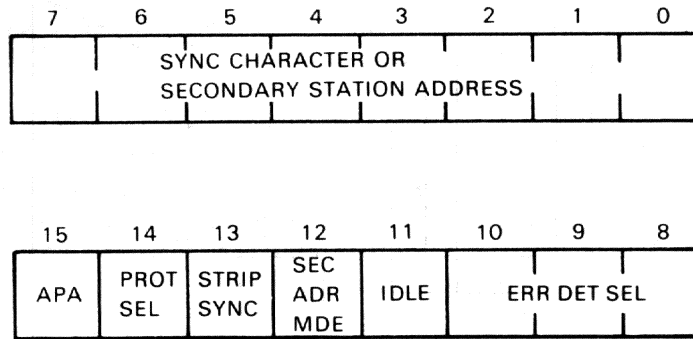 7 6 5 4 3 2 1 0
SYNC CHARACTER OR
SECONDARY STATION ADDRESS
15 14 13 12 11 10 9 8
APA PROT SEL STRIP SYNC SEC ADR MDE IDLE ERR DET SEL